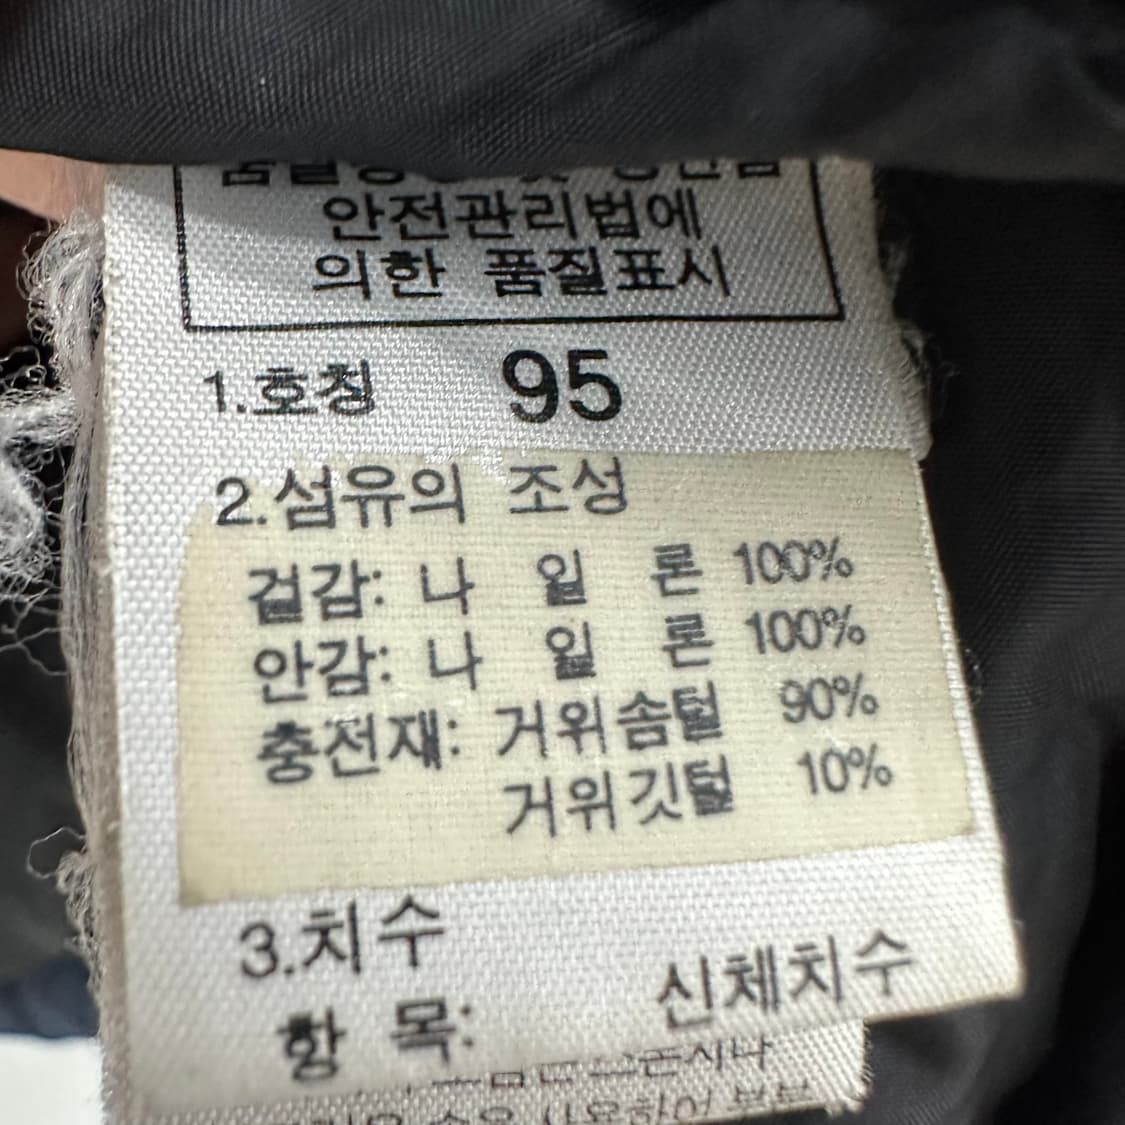 안전관리법에
의한 품질표시
1.호칭 95
2.섬유의 조성
겉감: 나 일 론 100%
안감: 나 일 론 100%
충전재: 거위솜털 90%
거위깃털 10%
3.치수
항 목: 신체치수